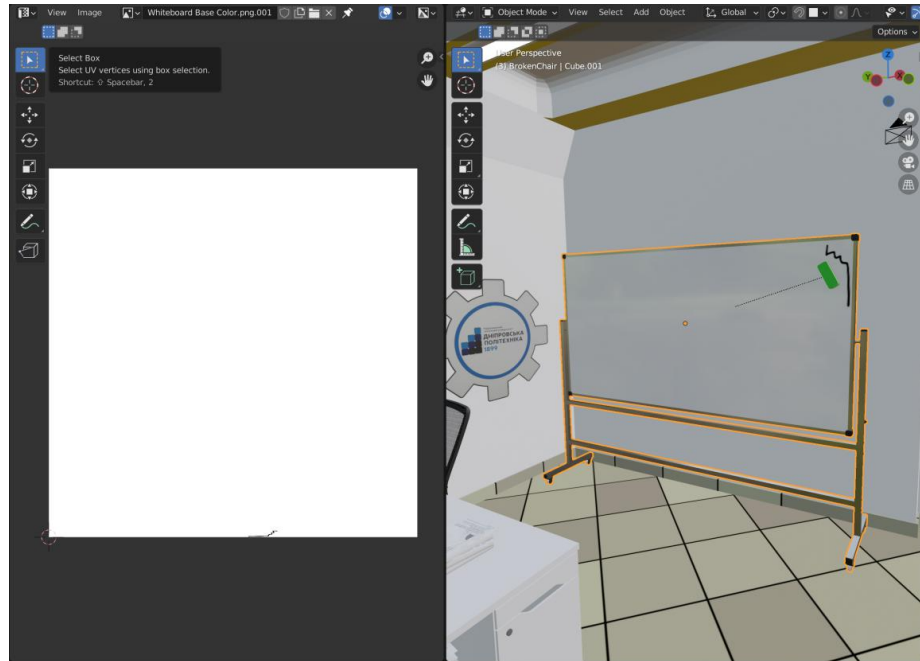 View Image Whiteboard Base Color.png.001
Object Mode View Select Add Object Global
Options
Select Box
Select UV vertices using box selection.
Shortcut: ⇧ Spacebar, 2
User Perspective
(3) BrokenChair | Cube.001
Z
Y
X
ДНІПРОВСЬКА
ПОЛІТЕХНІКА
1899